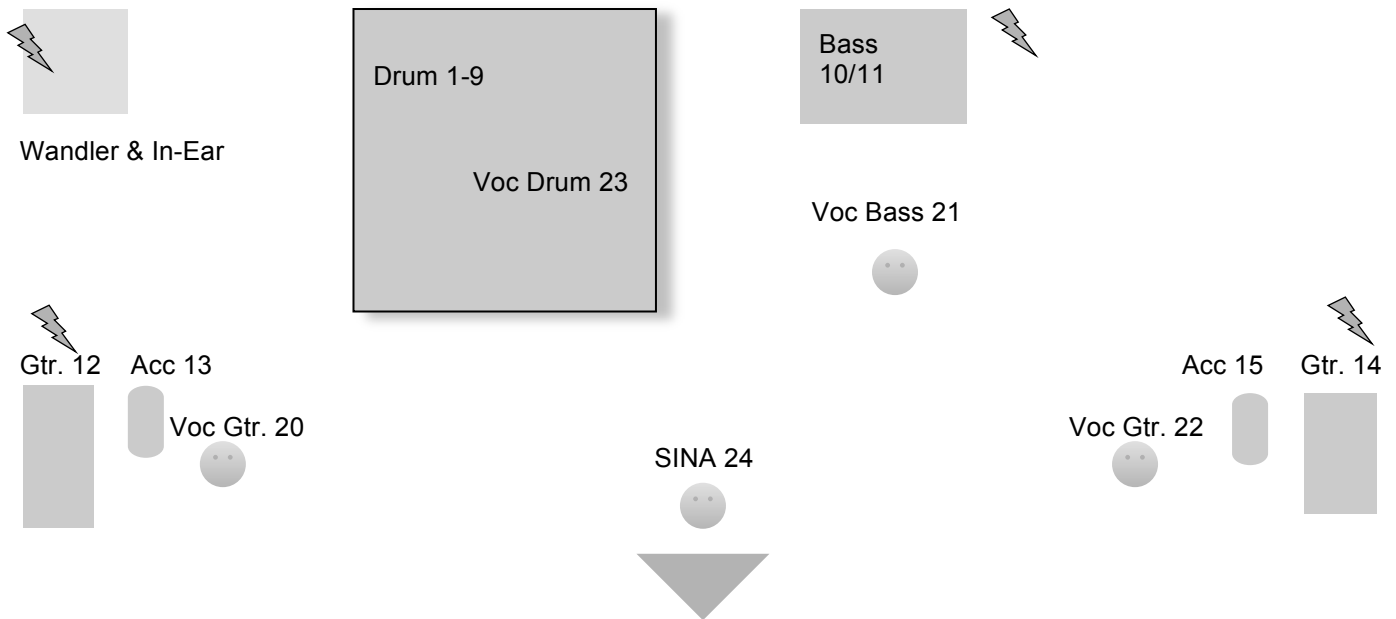 Drum 1-9
Bass
10/11
Wandler & In-Ear
Voc Drum 23
Voc Bass 21
Gtr. 12
Acc 13
Acc 15
Gtr. 14
Voc Gtr. 20
Voc Gtr. 22
SINA 24